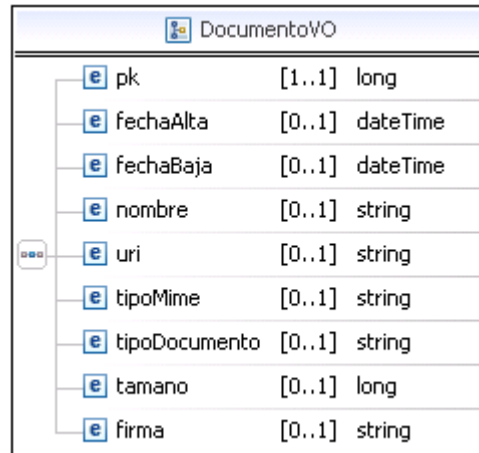 DocumentoVO
e pk [1..1] long
e fechaAlta [0..1] dateTime
e fechaBaja [0..1] dateTime
e nombre [0..1] string
e uri [0..1] string
e tipoMime [0..1] string
e tipoDocumento [0..1] string
e tamano [0..1] long
e firma [0..1] string